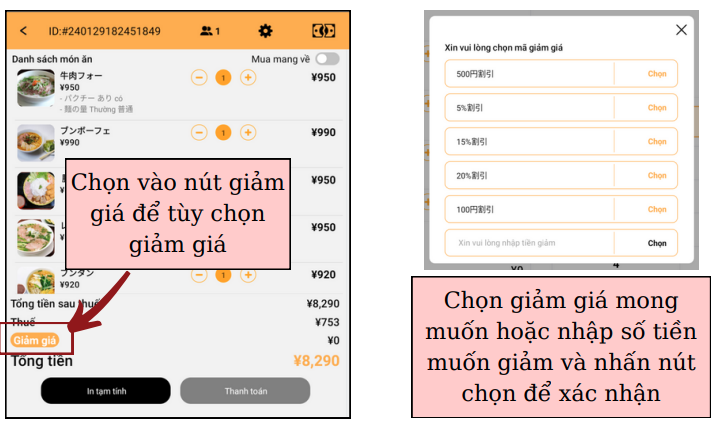 ID:#240129182451849
1
Danh sách món ăn
Mua mang về
牛肉フォー
¥950
- パクチー あり có
- 麺の量 Thường 普通
1
¥950
ブンボーフェ
¥990
1
¥990
¥950
¥950
ブンタン
¥920
1
¥920
Chọn vào nút giảm
giá để tùy chọn
giảm giá
Tổng tiền sau thuế
¥8,290
Thuế
¥753
Giảm giá
¥0
Tổng tiền
¥8,290
In tạm tính
Thanh toán
Xin vui lòng chọn mã giảm giá
500円割引
Chọn
5%割引
Chọn
15%割引
Chọn
20%割引
Chọn
100円割引
Chọn
Xin vui lòng nhập tiền giảm
Chọn
Chọn giảm giá mong
muốn hoặc nhập số tiền
muốn giảm và nhấn nút
chọn để xác nhận